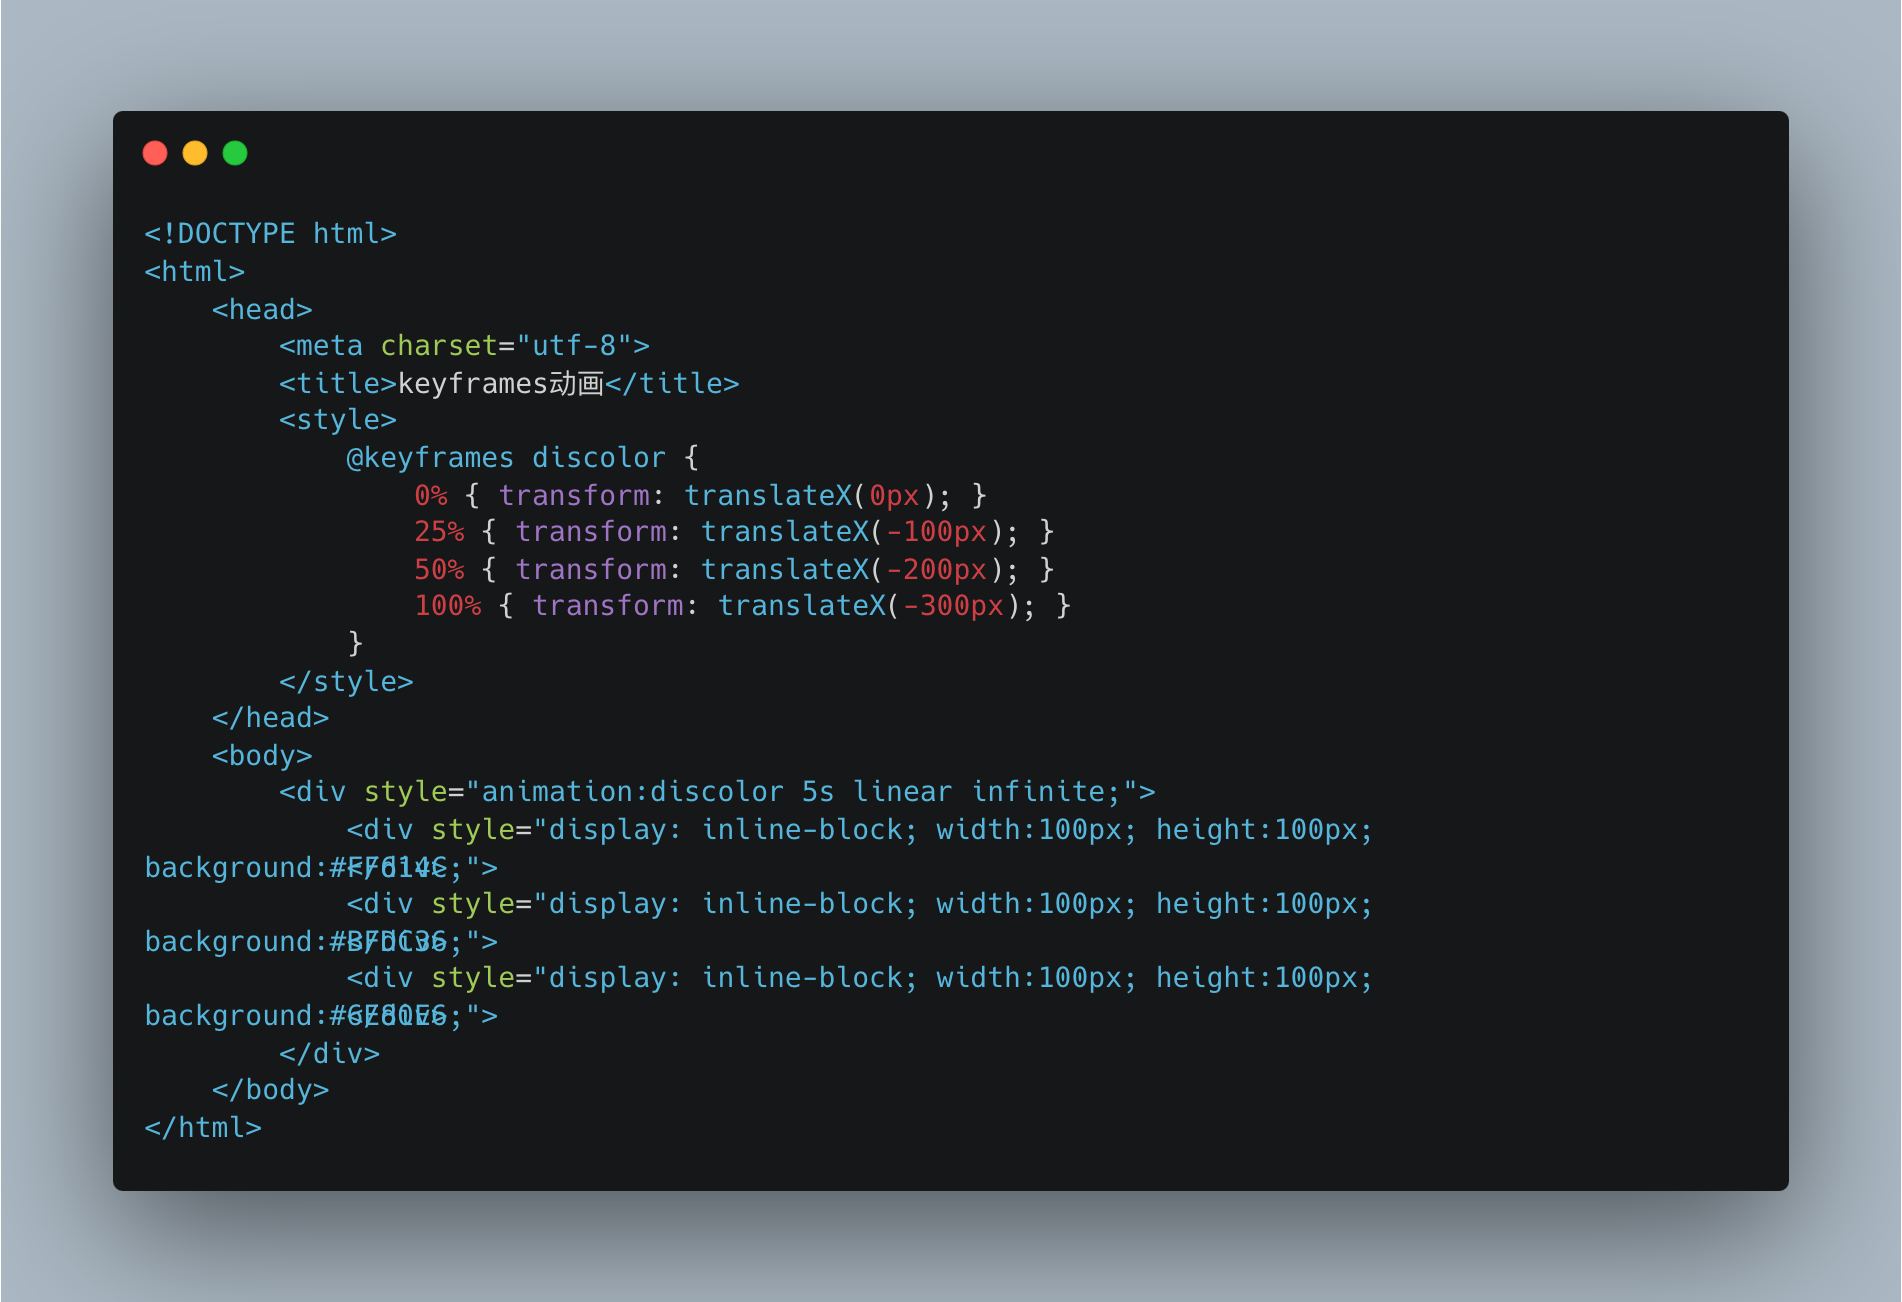 <!DOCTYPE html>
<html>
    <head>
        <meta charset="utf-8">
        <title>keyframes动画</title>
        <style>
            @keyframes discolor {
                0% { transform: translateX(0px); }
                25% { transform: translateX(-100px); }
                50% { transform: translateX(-200px); }
                100% { transform: translateX(-300px); }
            }
        </style>
    </head>
    <body>
        <div style="animation:discolor 5s linear infinite;">
            <div style="display: inline-block; width:100px; height:100px;
background:#FF614C;"></div>
            <div style="display: inline-block; width:100px; height:100px;
background:#BFDC36;"></div>
            <div style="display: inline-block; width:100px; height:100px;
background:#6E80E6;"></div>
        </div>
    </body>
</html>